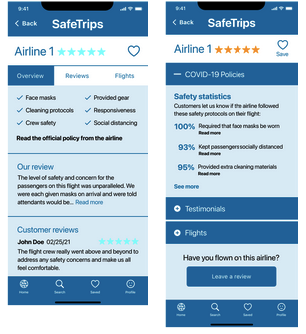 9:41
Back
SafeTrips
Airline 1
Overview
Reviews
Flights
Face masks
Provided gear
Cleaning protocols
Responsiveness
Crew safety
Social distancing
Read the official policy from the airline
Our review
The level of safety and concern for the
passengers on this flight was unparalleled. We
were each given masks on arrival and were told
attendants would be... Read more
Customer reviews
John Doe 02/25/21
The flight crew really went above and beyond to
address any safety concerns and make us all
feel comfortable.
Home
Search
Saved
Profile
9:41
Back
SafeTrips
Airline 1
Save
COVID-19 Policies
Safety statistics
Customers let us know if the airline followed
these safety protocols on their flight:
100% Required that face masks be worn
Read more
93% Kept passengers socially distanced
Read more
95% Provided extra cleaning materials
Read more
See more
Testimonials
Flights
Have you flown on this airline?
Leave a review
Home
Search
Saved
Profile